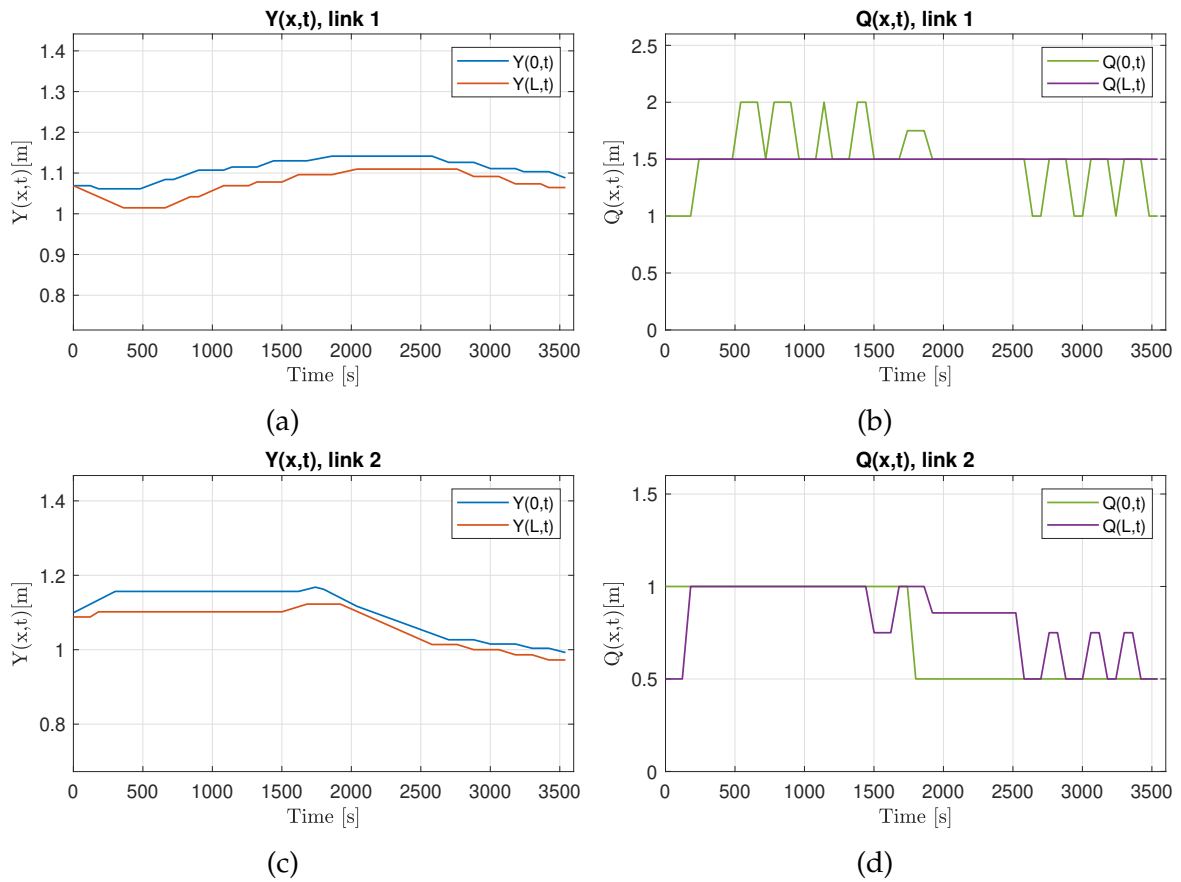 Y(x,t), link 1
1.4
1.3
1.2
1.1
1
0.9
0.8
Y(x,t)[m]
Y(0,t)
Y(L,t)
0 500 1000 1500 2000 2500 3000 3500
Time [s]
(a)
Q(x,t), link 1
2.5
2
1.5
1
0.5
0
Q(x,t)[m]
Q(0,t)
Q(L,t)
0 500 1000 1500 2000 2500 3000 3500
Time [s]
(b)
Y(x,t), link 2
1.4
1.2
1
0.8
Y(x,t)[m]
Y(0,t)
Y(L,t)
0 500 1000 1500 2000 2500 3000 3500
Time [s]
(c)
Q(x,t), link 2
1.5
1
0.5
0
Q(x,t)[m]
Q(0,t)
Q(L,t)
0 500 1000 1500 2000 2500 3000 3500
Time [s]
(d)